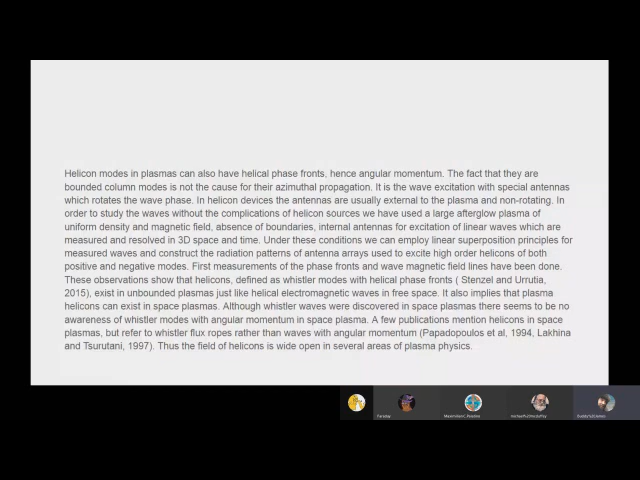 Helicon modes in plasmas can also have helical phase fronts, hence angular momentum. The fact that they are
bounded column modes is not the cause for their azimuthal propagation. It is the wave excitation with special antennas
which rotates the wave phase. In helicon devices the antennas are usually external to the plasma and non-rotating. In
order to study the waves without the complications of helicon sources we have used a large afterglow plasma of
uniform density and magnetic field, absence of boundaries, internal antennas for excitation of linear waves which are
measured and resolved in 3D space and time. Under these conditions we can employ linear superposition principles for
measured waves and construct the radiation patterns of antenna arrays used to excite high order helicons of both
positive and negative modes. First measurements of the phase fronts and wave magnetic field lines have been done.
These observations show that helicons, defined as whistler modes with helical phase fronts ( Stenzel and Urrutia,
2015), exist in unbounded plasmas just like helical electromagnetic waves in free space. It also implies that plasma
helicons can exist in space plasmas. Although whistler waves were discovered in space plasmas there seems to be no
awareness of whistler modes with angular momentum in space plasma. A few publications mention helicons in space
plasmas, but refer to whistler flux ropes rather than waves with angular momentum (Papadopoulos et al, 1994, Lakhina
and Tsurutani, 1997). Thus the field of helicons is wide open in several areas of plasma physics.
Faraday